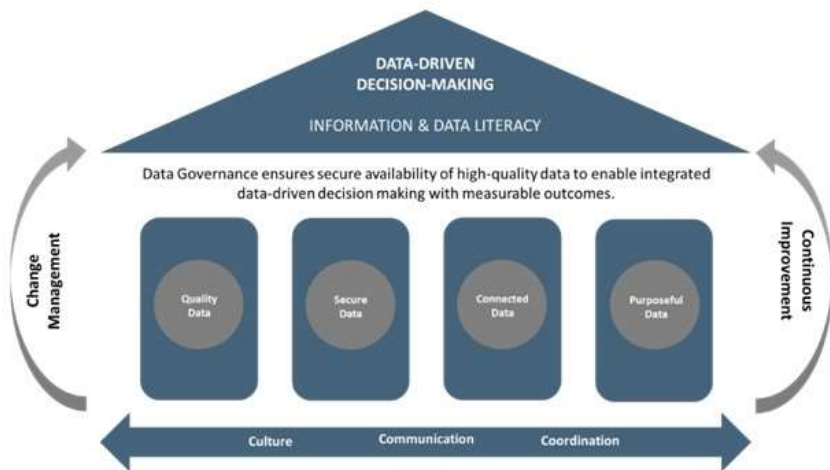 DATA-DRIVEN
DECISION-MAKING
INFORMATION & DATA LITERACY
Data Governance ensures secure availability of high-quality data to enable integrated
data-driven decision making with measurable outcomes.
Change
Management
Quality
Data
Secure
Data
Connected
Data
Purposeful
Data
Continuous
Improvement
Culture
Communication
Coordination